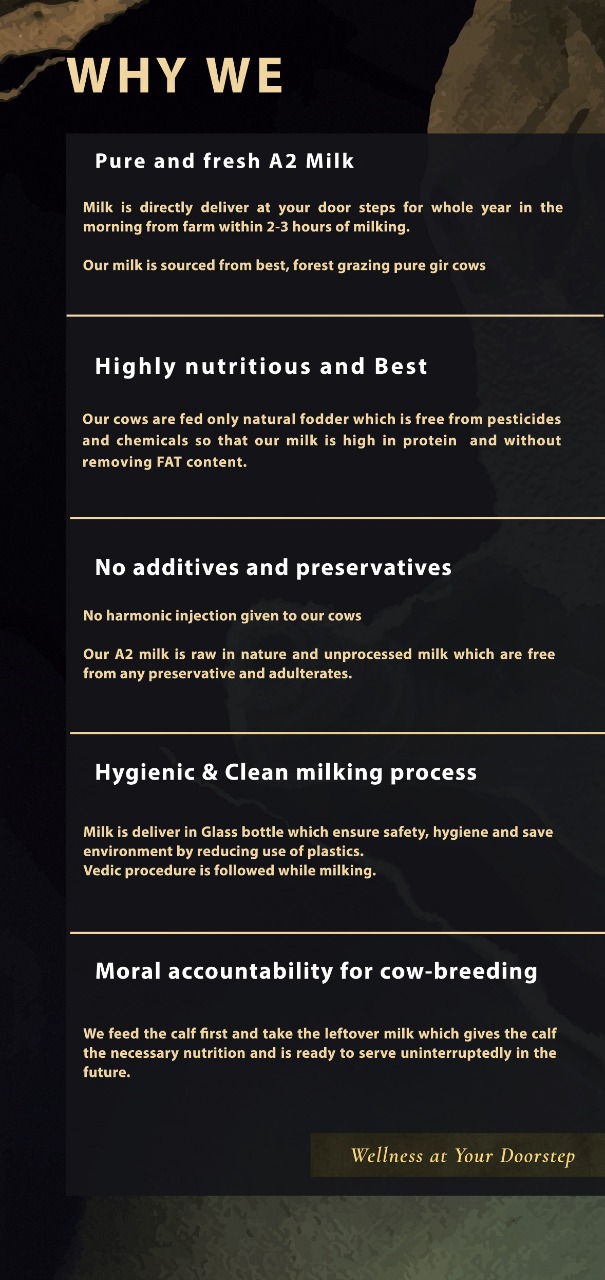 WHY WE
Pure and fresh A2 Milk
Milk is directly deliver at your door steps for whole year in the
morning from farm within 2-3 hours of milking.
Our milk is sourced from best, forest grazing pure gir cows
Highly nutritious and Best
Our cows are fed only natural fodder which is free from pesticides
and chemicals so that our milk is high in protein and without
removing FAT content.
No additives and preservatives
No harmonic injection given to our cows
Our A2 milk is raw in nature and unprocessed milk which are free
from any preservative and adulterates.
Hygienic & Clean milking process
Milk is deliver in Glass bottle which ensure safety, hygiene and save
environment by reducing use of plastics.
Vedic procedure is followed while milking.
Moral accountability for cow-breeding
We feed the calf first and take the leftover milk which gives the calf
the necessary nutrition and is ready to serve uninterruptedly in the
future.
Wellness at Your Doorstep